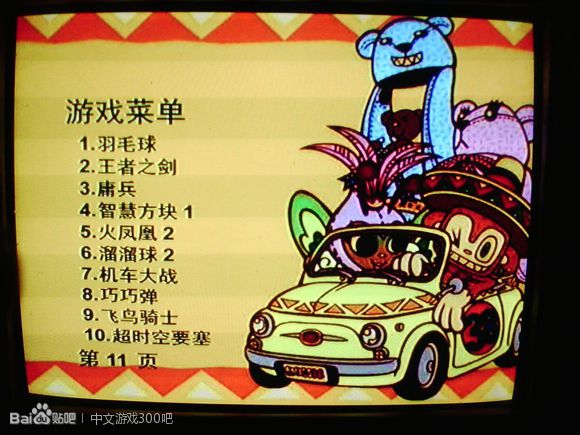 游戏菜单
1.羽毛球
2.王者之剑
3.庸兵
4.智慧方块 1
5.火凤凰 2
6.溜溜球 2
7.机车大战
8.巧巧弹
9.飞鸟骑士
10.超时空要塞
第 11 页
Bai贴吧 | 中文游戏300吧